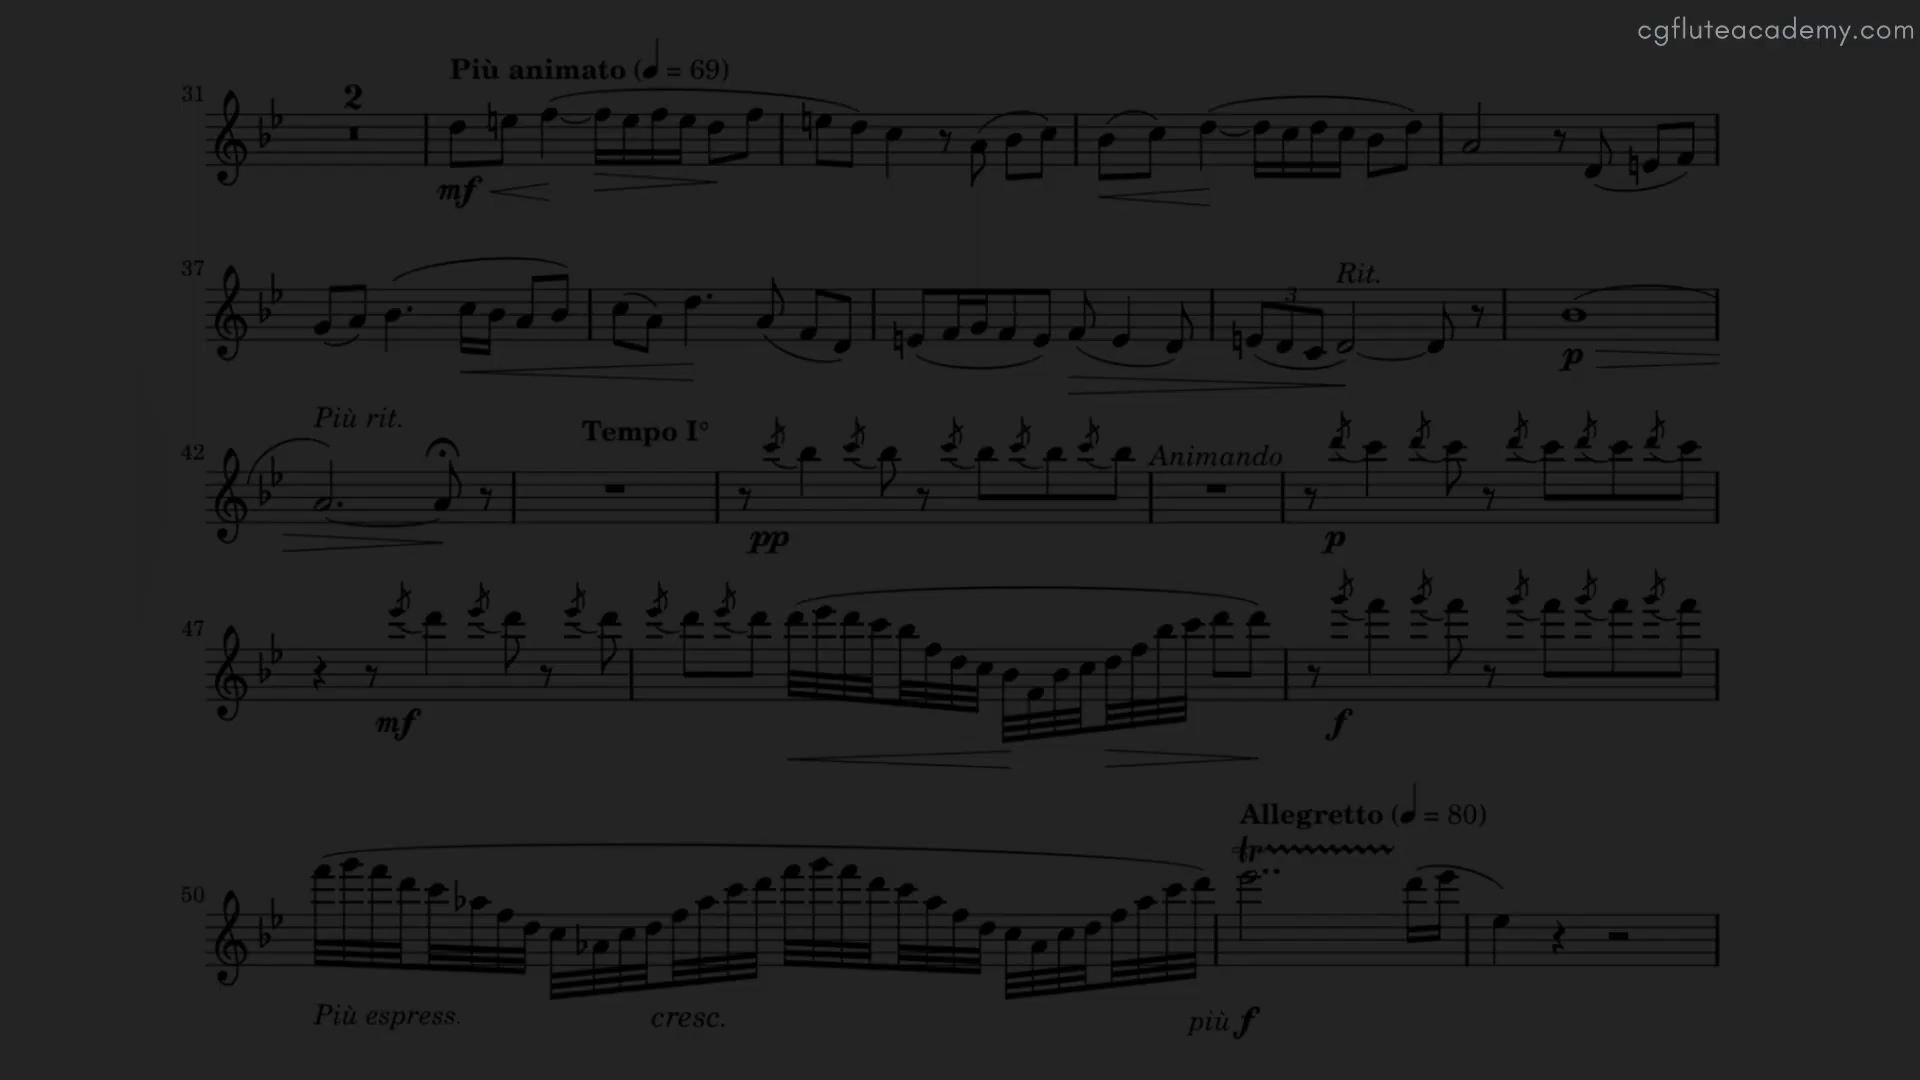 cgfluteacademy.com
Più animato (♩ = 69)
31
2
mf
37
3
Rit.
p
Più rit.
Tempo I°
Animando
42
pp
p
47
mf
f
Allegretto (♩ = 80)
tr
50
Più espress.
cresc.
più f